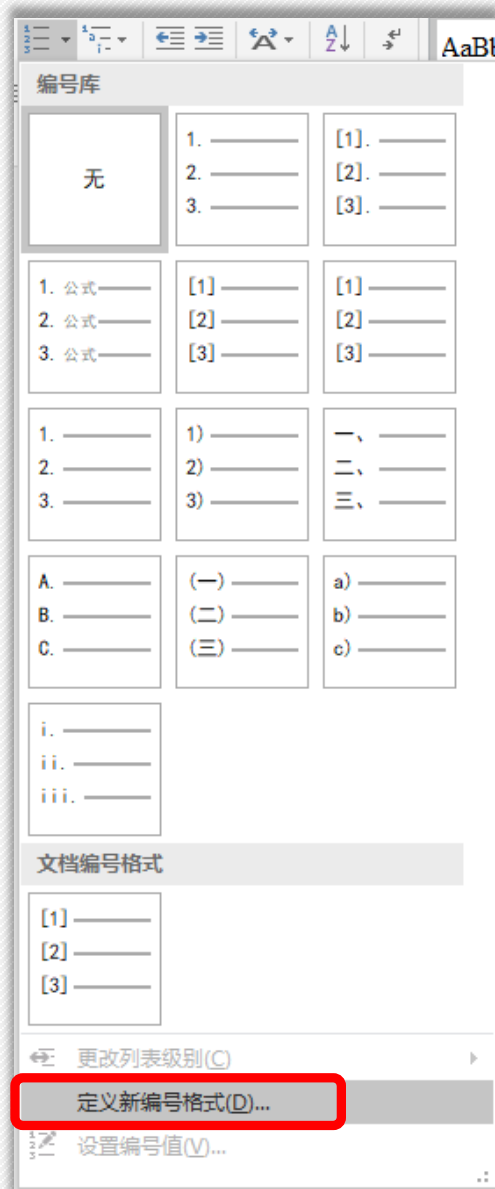 AaBb
编号库
无
1.
2.
3.
[1].
[2].
[3].
1. 公式
2. 公式
3. 公式
[1]
[2]
[3]
[1]
[2]
[3]
1.
2.
3.
1)
2)
3)
一、
二、
三、
A.
B.
C.
(一)
(二)
(三)
a)
b)
c)
i.
ii.
iii.
文档编号格式
[1]
[2]
[3]
更改列表级别(C)
定义新编号格式(D)...
设置编号值(V)...